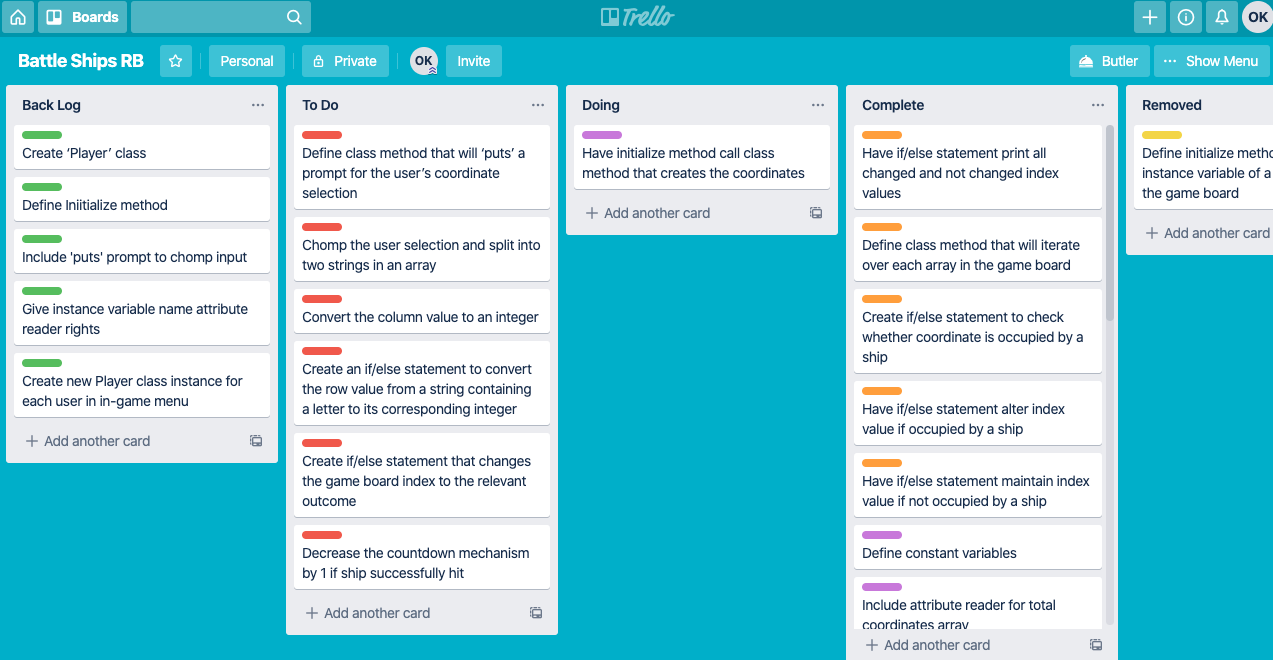 Boards
Trello
OK
Battle Ships RB
Personal
Private
OK
Invite
Butler
Show Menu
Back Log
Create ‘Player’ class
Define Iniitialize method
Include 'puts' prompt to chomp input
Give instance variable name attribute
reader rights
Create new Player class instance for
each user in in-game menu
Add another card
To Do
Define class method that will ‘puts’ a
prompt for the user’s coordinate
selection
Chomp the user selection and split into
two strings in an array
Convert the column value to an integer
Create an if/else statement to convert
the row value from a string containing
a letter to its corresponding integer
Create if/else statement that changes
the game board index to the relevant
outcome
Decrease the countdown mechanism
by 1 if ship successfully hit
Add another card
Doing
Have initialize method call class
method that creates the coordinates
Add another card
Complete
Have if/else statement print all
changed and not changed index
values
Define class method that will iterate
over each array in the game board
Create if/else statement to check
whether coordinate is occupied by a
ship
Have if/else statement alter index
value if occupied by a ship
Have if/else statement maintain index
value if not occupied by a ship
Define constant variables
Include attribute reader for total
coordinates array
Add another card
Removed
Define initialize metho
instance variable of a
the game board
Add another card